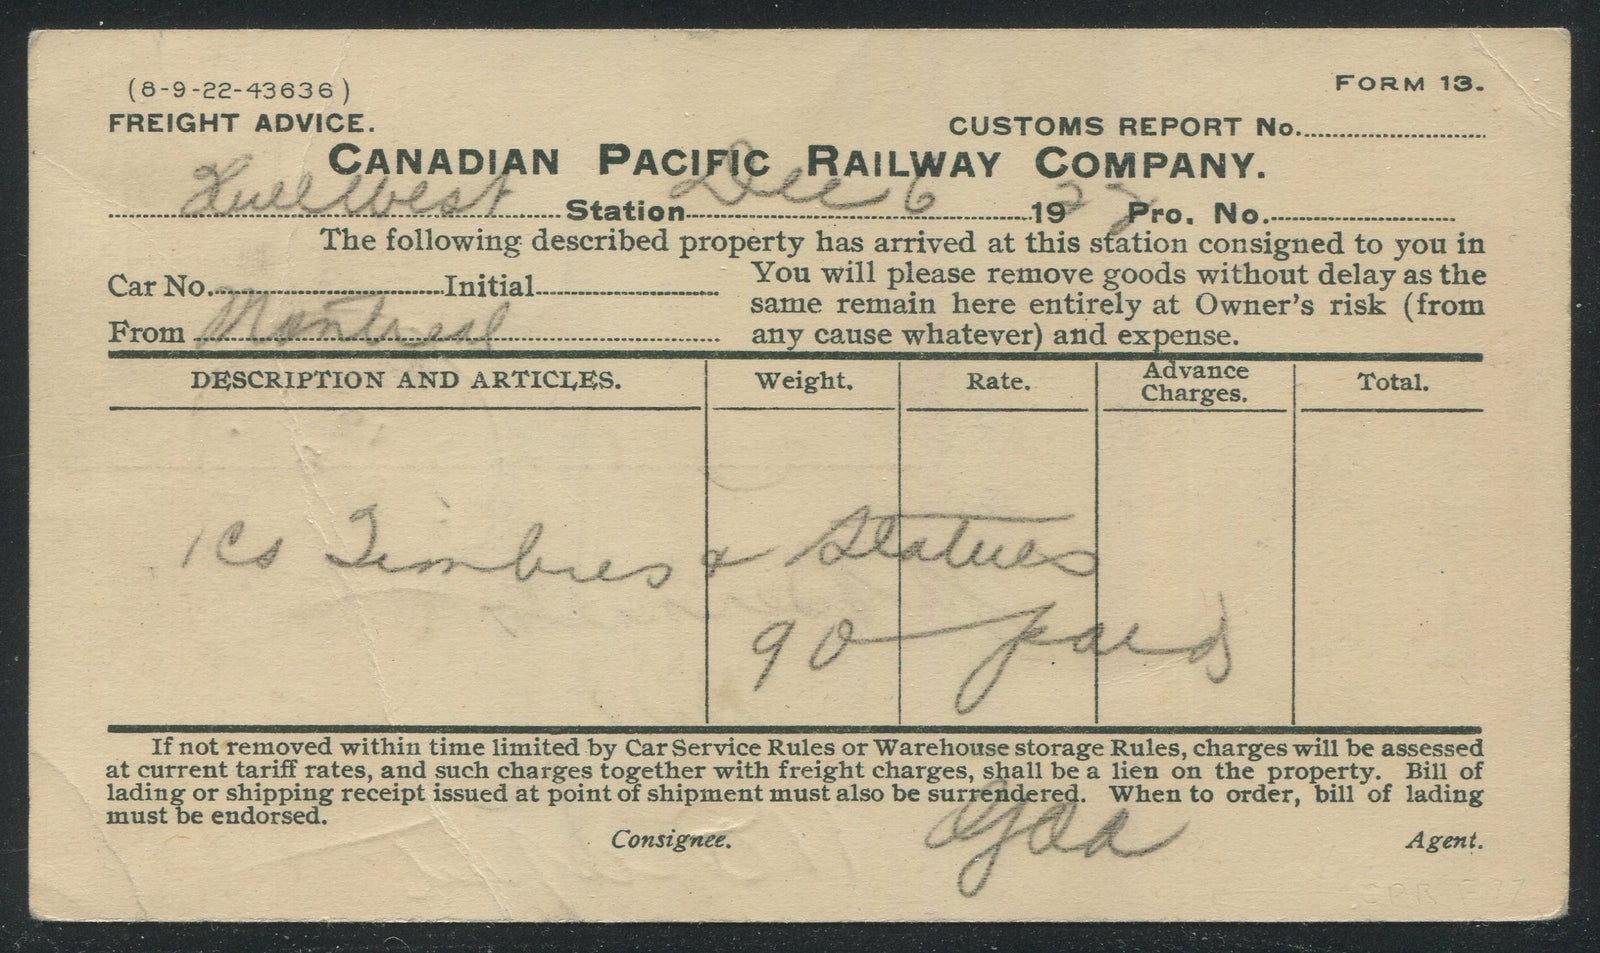 (8-9-22-43636)
FORM 13.
FREIGHT ADVICE.
CUSTOMS REPORT No.
CANADIAN PACIFIC RAILWAY COMPANY.
Hull West Station Dec 6 1922 Pro. No.
The following described property has arrived at this station consigned to you in
Car No. Initial
You will please remove goods without delay as the
same remain here entirely at Owner's risk (from
From Montreal
any cause whatever) and expense.
DESCRIPTION AND ARTICLES. Weight. Rate. Advance Charges. Total.
1 Cs Timbres & Statues
90 paid
If not removed within time limited by Car Service Rules or Warehouse storage Rules, charges will be assessed
at current tariff rates, and such charges together with freight charges, shall be a lien on the property. Bill of
lading or shipping receipt issued at point of shipment must also be surrendered. When to order, bill of lading
must be endorsed.
Consignee. Agent.
CPR F-27